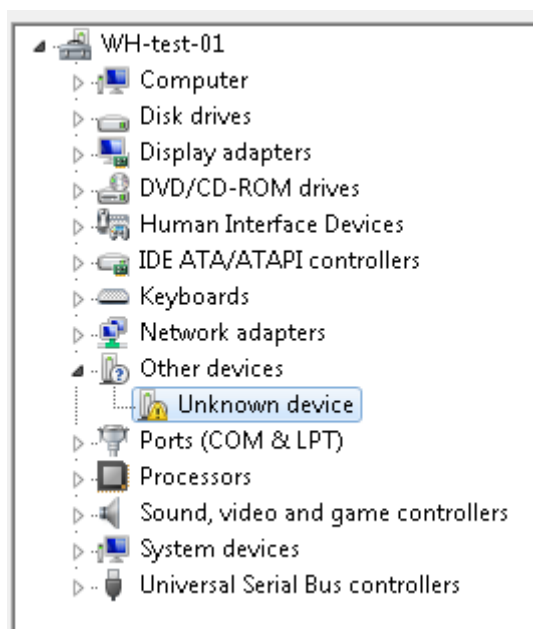 WH-test-01
Computer
Disk drives
Display adapters
DVD/CD-ROM drives
Human Interface Devices
IDE ATA/ATAPI controllers
Keyboards
Network adapters
Other devices
Unknown device
Ports (COM & LPT)
Processors
Sound, video and game controllers
System devices
Universal Serial Bus controllers